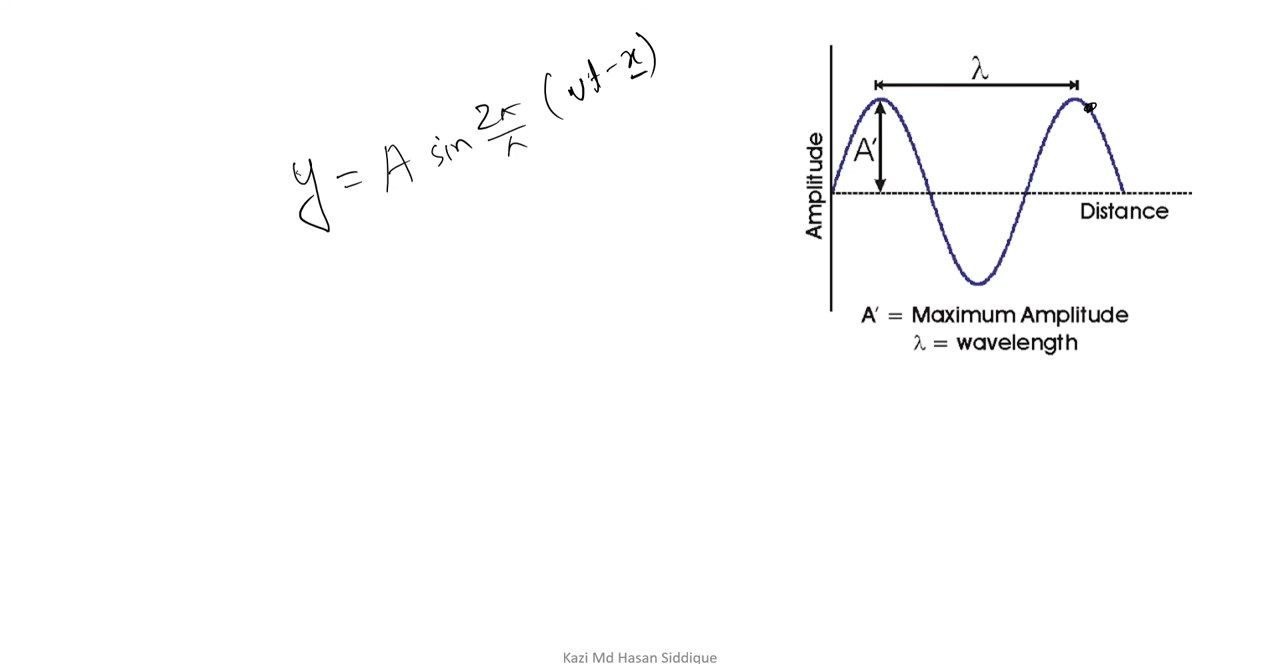 y = A sin 2π/λ (vt - x)
λ
A′
Amplitude
Distance
A′ = Maximum Amplitude
λ = wavelength
Kazi Md Hasan Siddique